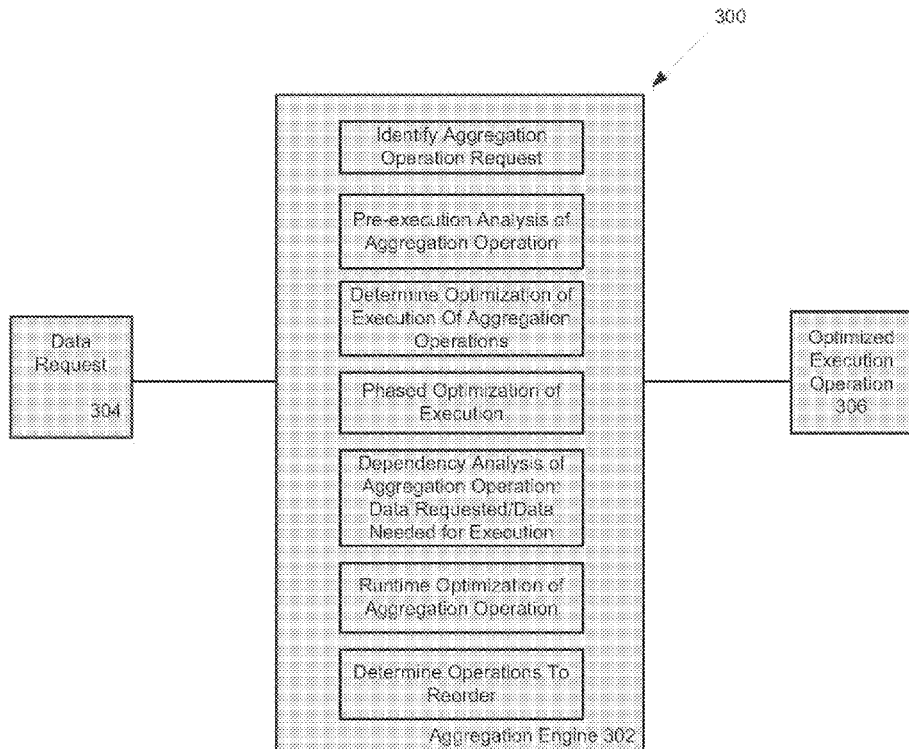 300
Identify Aggregation
Operation Request
Pre-execution Analysis of
Aggregation Operation
Determine Optimization of
Execution Of Aggregation
Operations
Phased Optimization of
Execution
Dependency Analysis of
Aggregation Operation:
Data Requested/Data
Needed for Execution
Runtime Optimization of
Aggregation Operation
Determine Operations To
Reorder
Aggregation Engine 302
Data
Request
304
Optimized
Execution
Operation
306